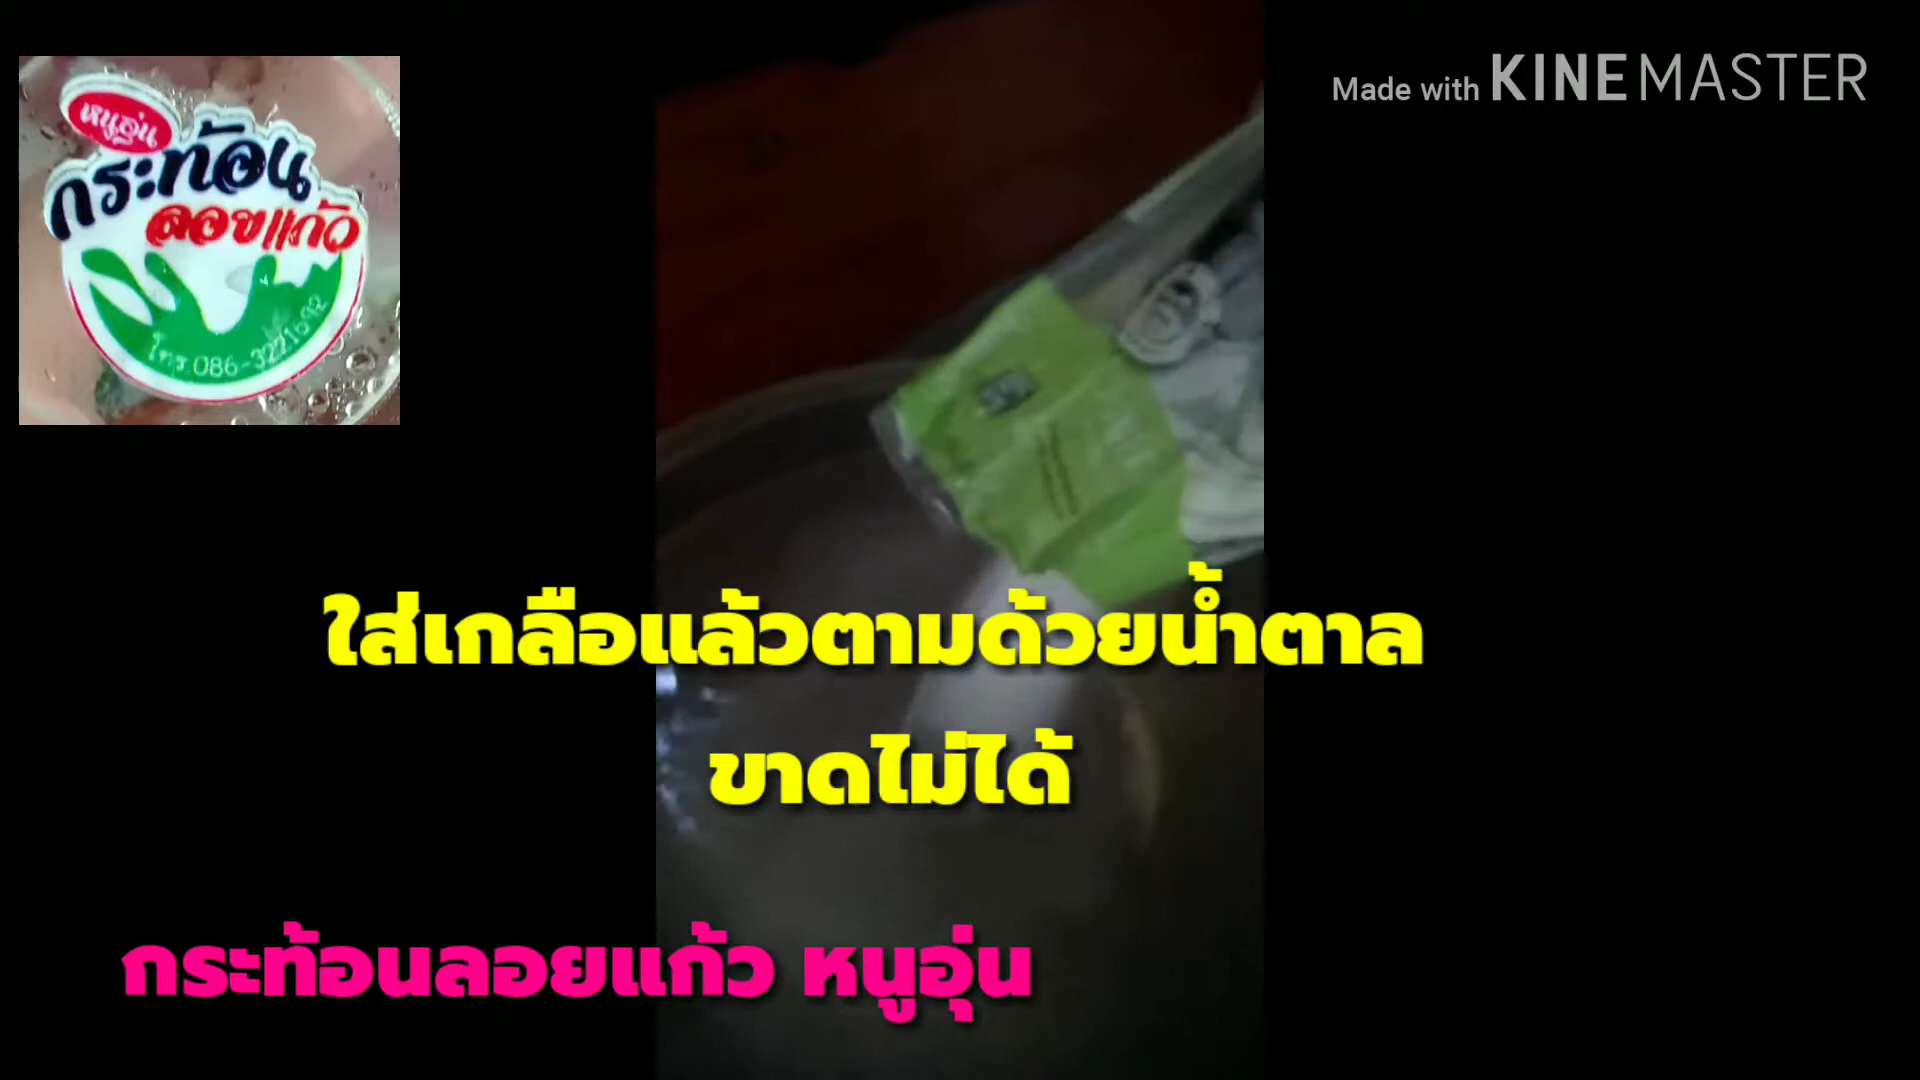 หนูอุ่น
กระท้อน
ลอยแก้ว
โทร.086-3221692
Made with KINEMASTER
ใส่เกลือแล้วตามด้วยน้ำตาล
ขาดไม่ได้
กระท้อนลอยแก้ว หนูอุ่น